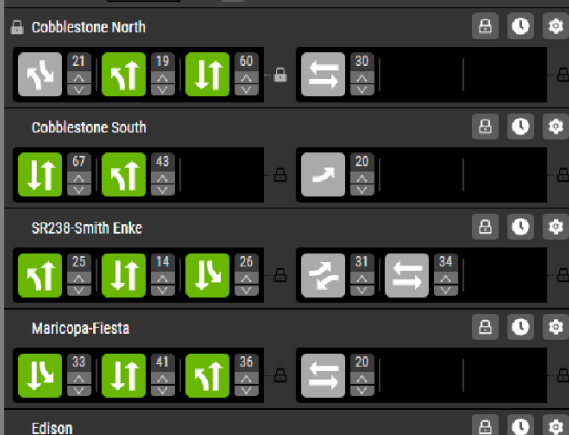 Cobblestone North
21 19 60 30
Cobblestone South
67 43 20
SR238-Smith Enke
25 14 26 31 34
Maricopa-Fiesta
33 41 36 20
Edison